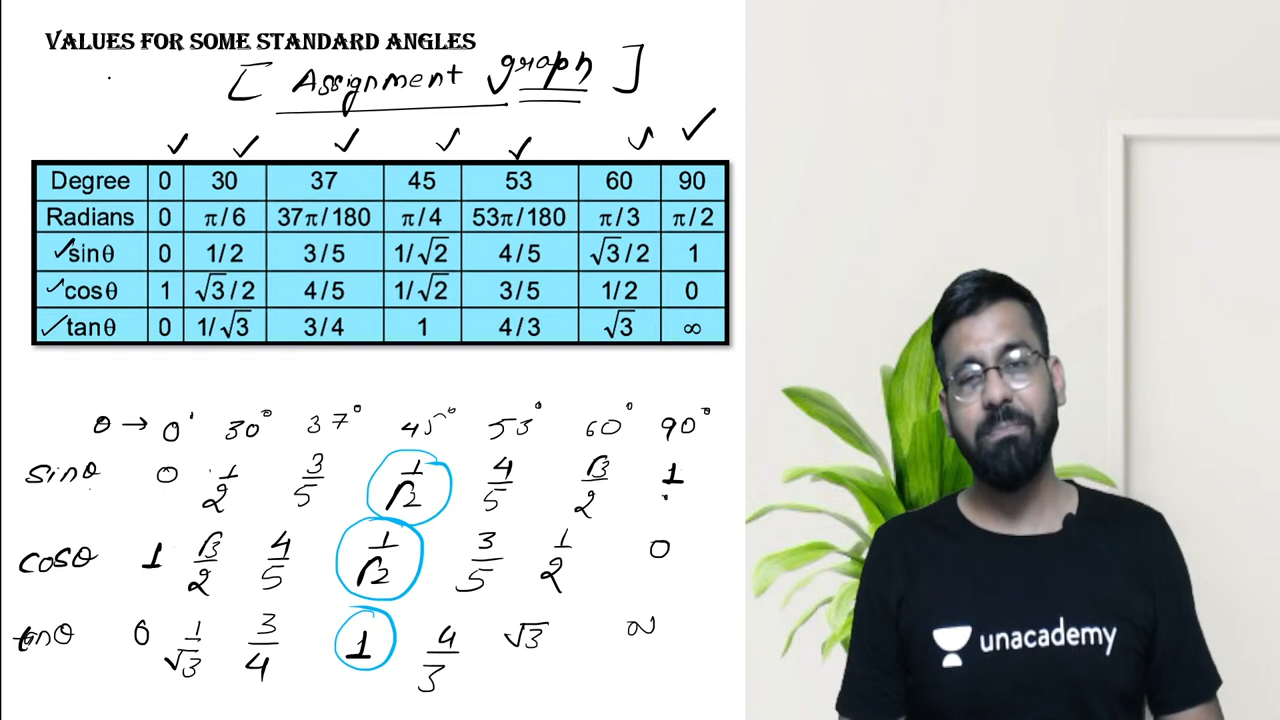 VALUES FOR SOME STANDARD ANGLES
[ Assignment graph ]
Degree 0 30 37 45 53 60 90
Radians 0 π/6 37π/180 π/4 53π/180 π/3 π/2
✓sinθ 0 1/2 3/5 1/√2 4/5 √3/2 1
✓cosθ 1 √3/2 4/5 1/√2 3/5 1/2 0
✓tanθ 0 1/√3 3/4 1 4/3 √3 ∞
θ → 0° 30° 37° 45° 53° 60° 90°
sinθ 0 1/2 3/5 1/√2 4/5 √3/2 1
cosθ 1 √3/2 4/5 1/√2 3/5 1/2 0
tanθ 0 1/√3 3/4 1 4/3 √3 ∞
unacademy